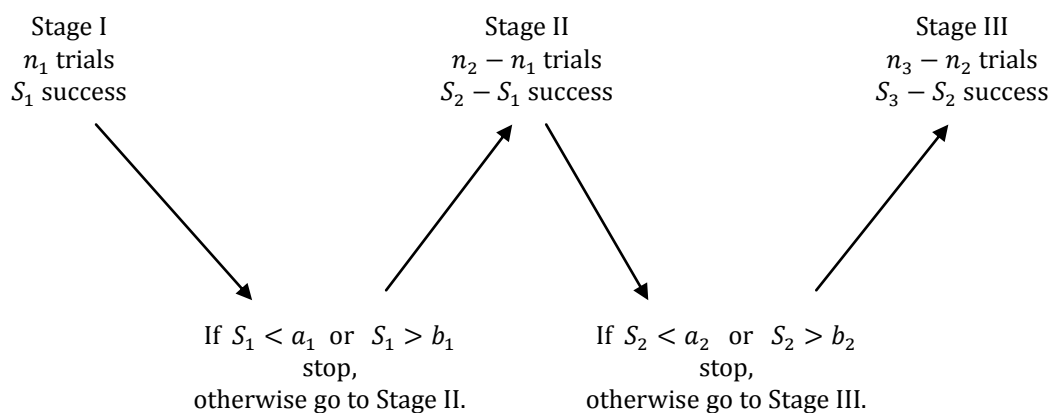 Stage I
n₁ trials
S₁ success
Stage II
n₂ − n₁ trials
S₂ − S₁ success
Stage III
n₃ − n₂ trials
S₃ − S₂ success
If S₁ < a₁ or S₁ > b₁
stop,
otherwise go to Stage II.
If S₂ < a₂ or S₂ > b₂
stop,
otherwise go to Stage III.